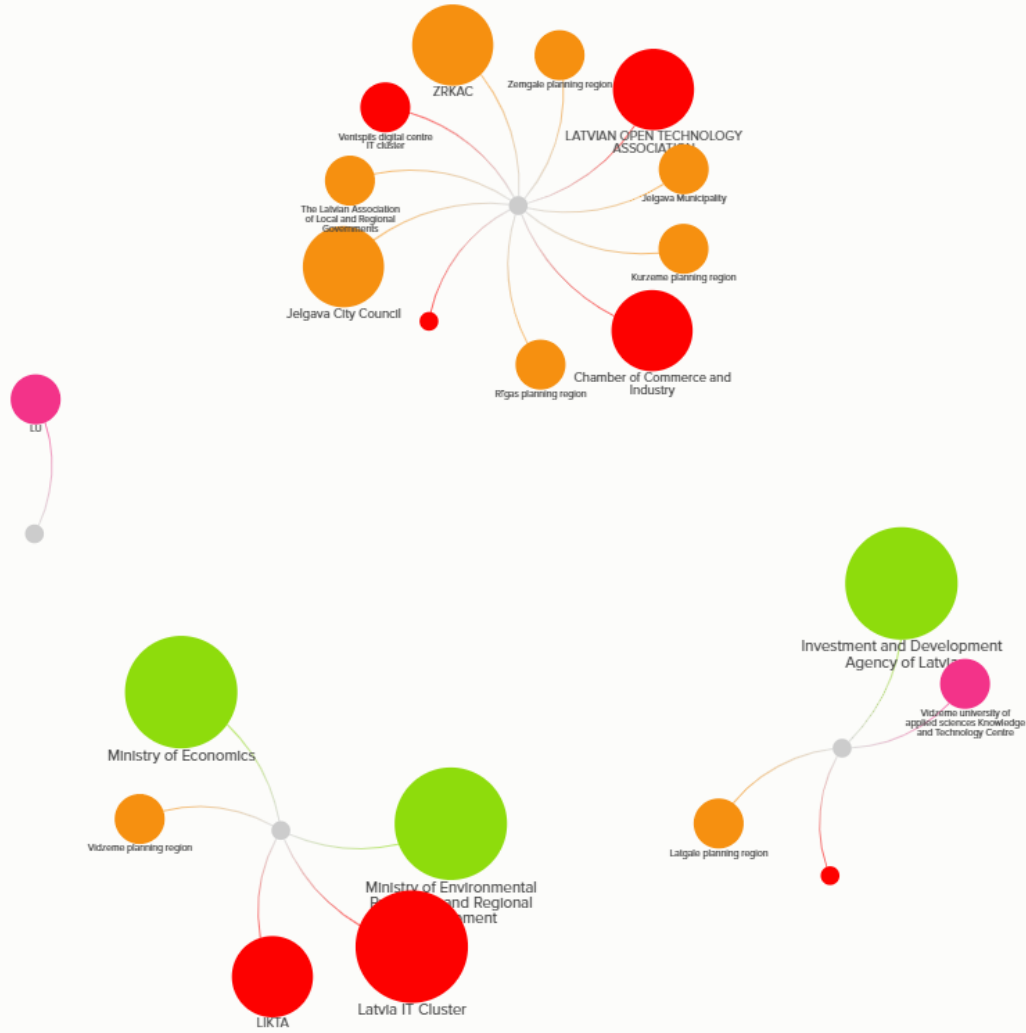 ZRKAC
Zemgale planning region
LATVIAN OPEN TECHNOLOGY
ASSOCIATION
Ventspils digital centre
IT cluster
Jelgava Municipality
The Latvian Association
of Local and Regional
Governments
Kurzeme planning region
Jelgava City Council
Chamber of Commerce and
Industry
Rīgas planning region
LU
Investment and Development
Agency of Latvia
Vidzeme university of
applied sciences Knowledge
and Technology Centre
Ministry of Economics
Vidzeme planning region
Latgale planning region
Ministry of Environmental
and Regional
Latvia IT Cluster
LIKTA